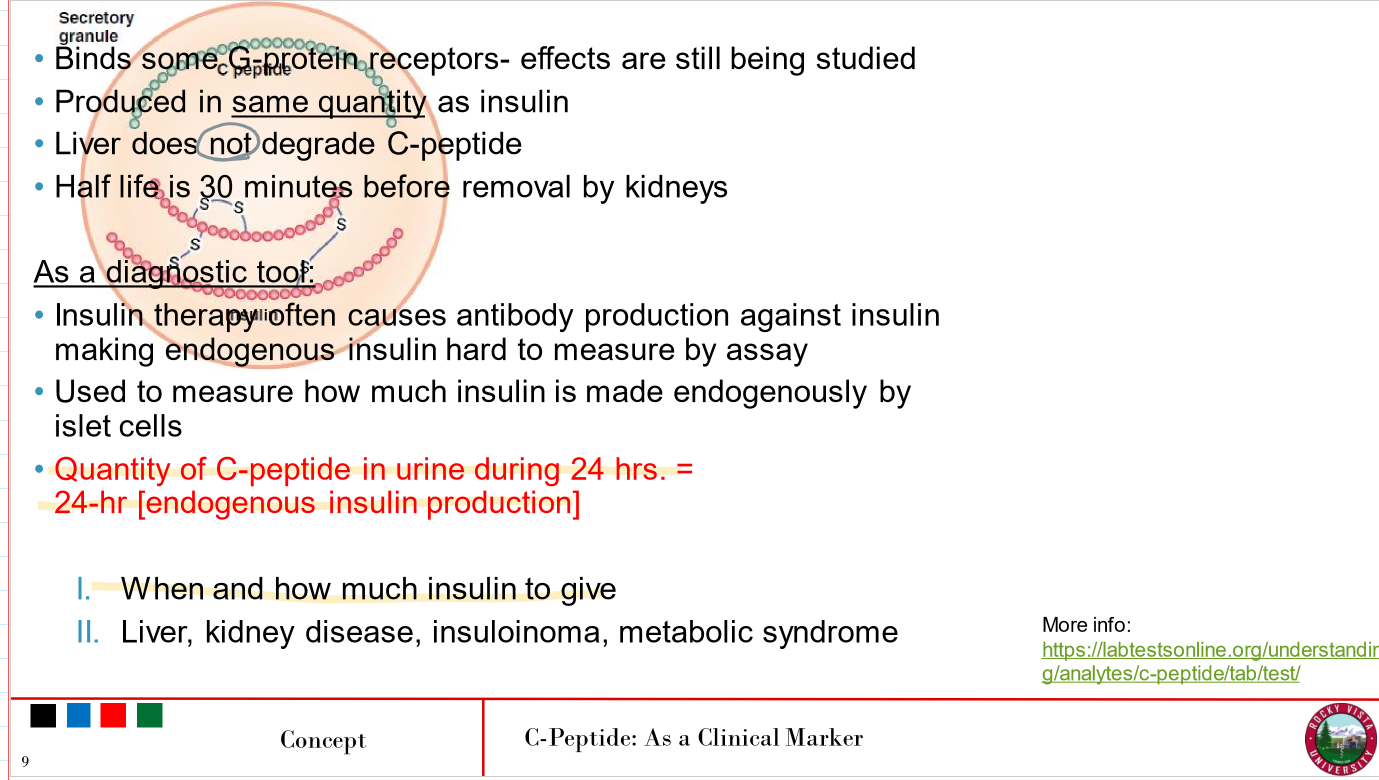 Secretory
granule
• Binds some G-protein receptors- effects are still being studied
C peptide
• Produced in same quantity as insulin
• Liver does not degrade C-peptide
• Half life is 30 minutes before removal by kidneys
S
S
S
S
S
S
As a diagnostic tool:
• Insulin therapy often causes antibody production against insulin
Insulin
making endogenous insulin hard to measure by assay
• Used to measure how much insulin is made endogenously by
islet cells
• Quantity of C-peptide in urine during 24 hrs. =
24-hr [endogenous insulin production]
I. When and how much insulin to give
II. Liver, kidney disease, insuloinoma, metabolic syndrome
More info:
https://labtestsonline.org/understandin
g/analytes/c-peptide/tab/test/
Concept
C-Peptide: As a Clinical Marker
9
ROCKY VISTA
UNIVERSITY